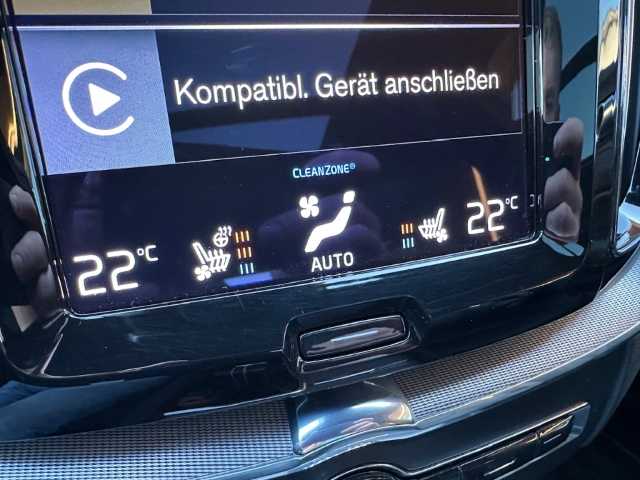 Kompatibl. Gerät anschließen
CLEANZONE®
22°C
22°C
AUTO